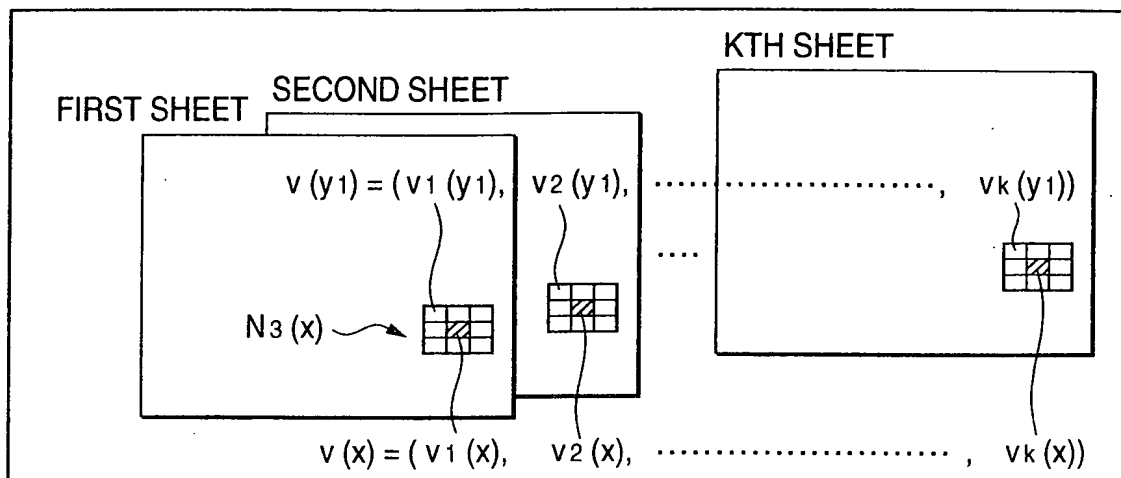 KTH SHEET
SECOND SHEET
FIRST SHEET
v (y1) = ( v1 (y1), v2 (y1), ........................., vk (y1))
....
N3 (x)
v (x) = ( v1 (x), v2 (x), ........................., vk (x))